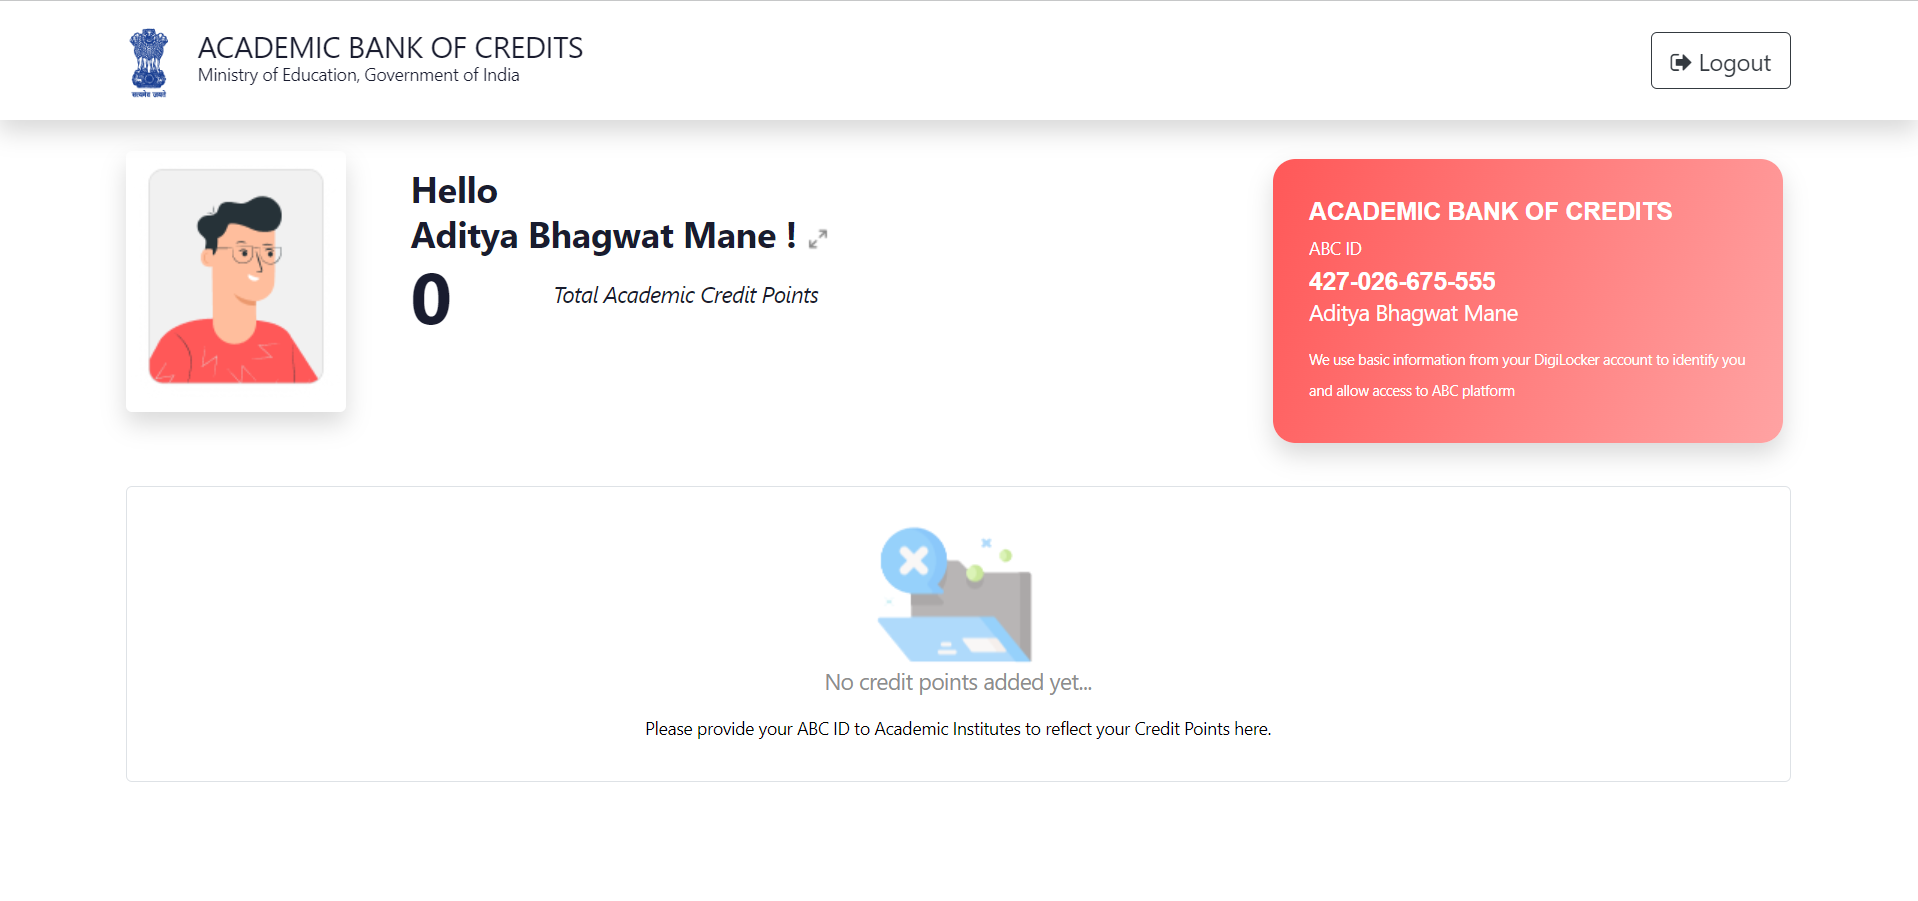 ACADEMIC BANK OF CREDITS
Ministry of Education, Government of India
सत्यमेव जयते
Logout
Hello
Aditya Bhagwat Mane !
0
Total Academic Credit Points
ACADEMIC BANK OF CREDITS
ABC ID
427-026-675-555
Aditya Bhagwat Mane
We use basic information from your DigiLocker account to identify you
and allow access to ABC platform
No credit points added yet...
Please provide your ABC ID to Academic Institutes to reflect your Credit Points here.